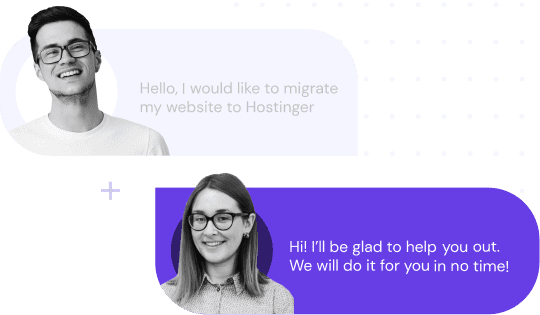 Hello, I would like to migrate
my website to Hostinger
Hi! I'll be glad to help you out.
We will do it for you in no time!